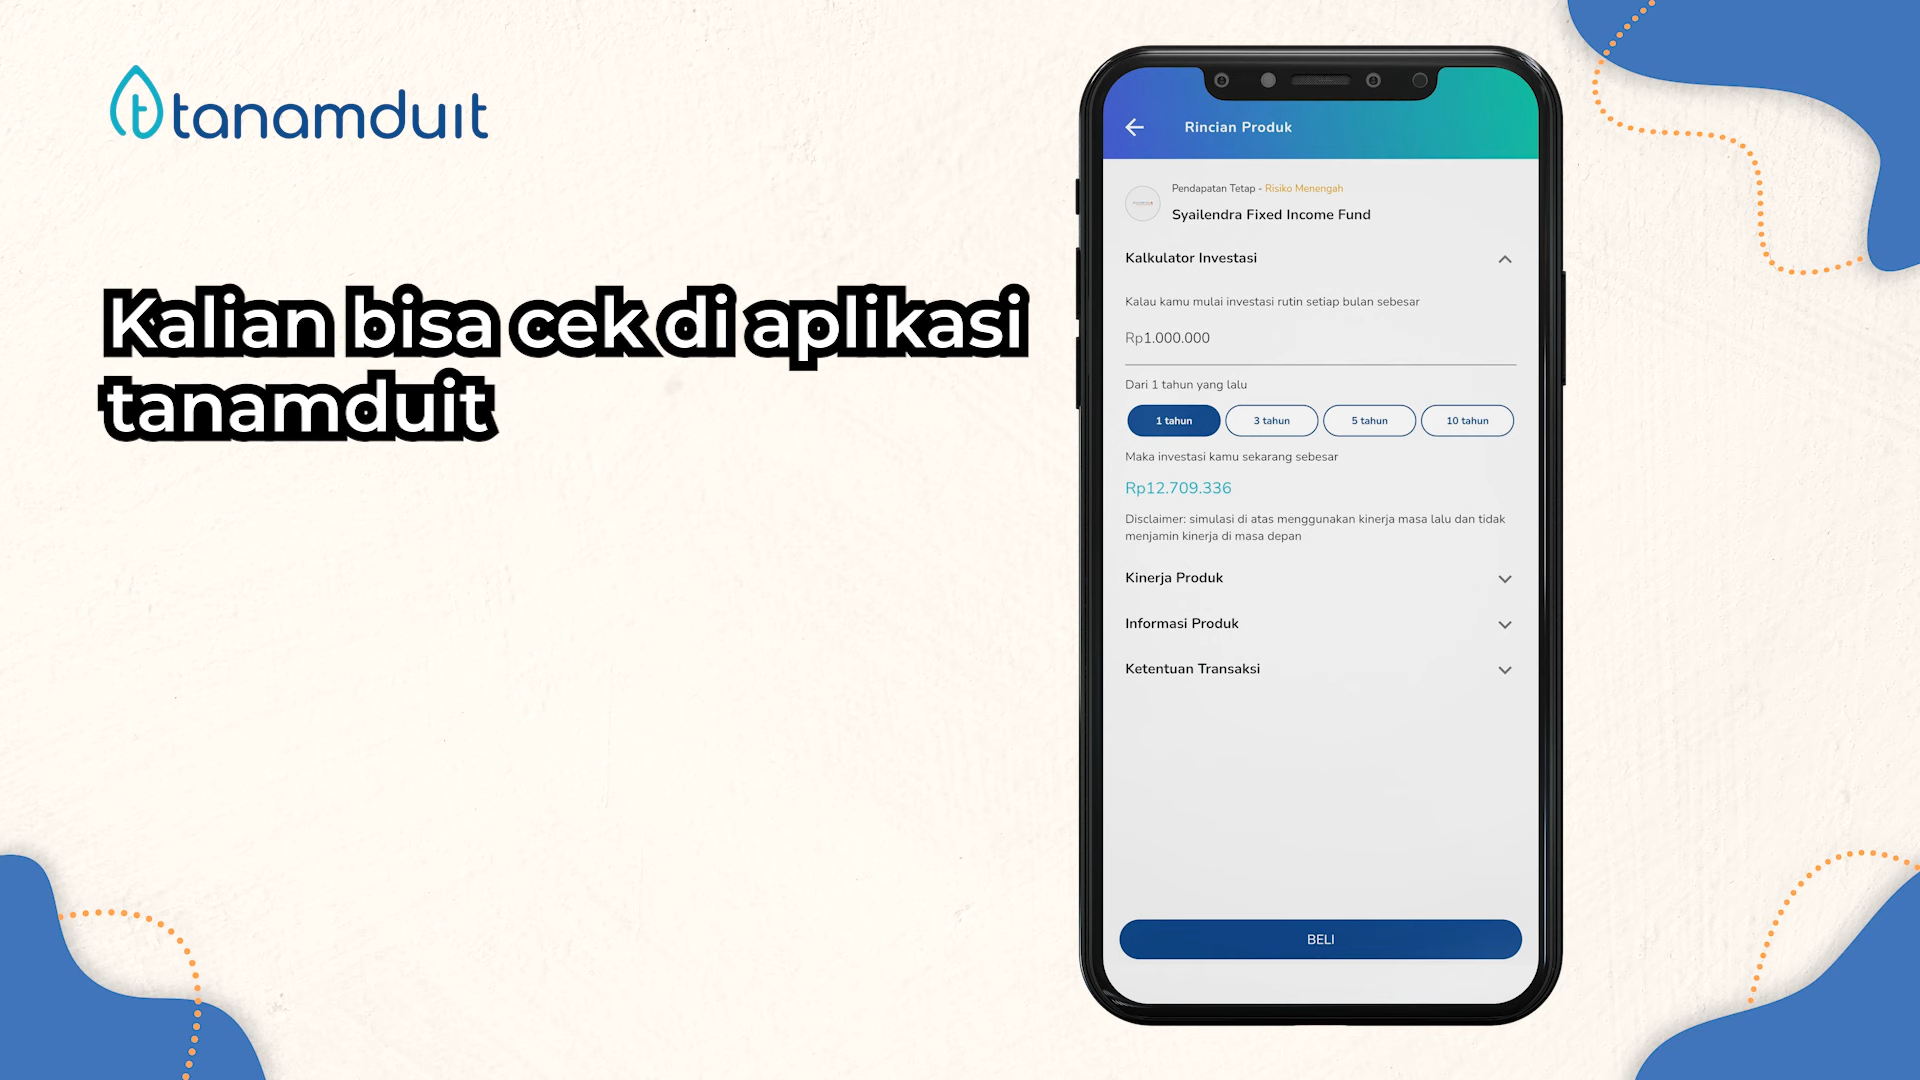 tanamduit
Kalian bisa cek di aplikasi
tanamduit
Rincian Produk
Pendapatan Tetap - Risiko Menengah
Syailendra Fixed Income Fund
Kalkulator Investasi
Kalau kamu mulai investasi rutin setiap bulan sebesar
Rp1.000.000
Dari 1 tahun yang lalu
1 tahun 3 tahun 5 tahun 10 tahun
Maka investasi kamu sekarang sebesar
Rp12.709.336
Disclaimer: simulasi di atas menggunakan kinerja masa lalu dan tidak
menjamin kinerja di masa depan
Kinerja Produk
Informasi Produk
Ketentuan Transaksi
BELI